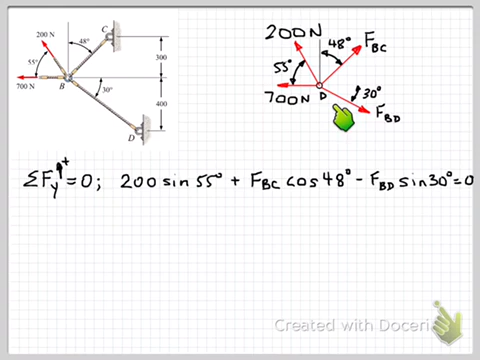 C
200 N
48°
55°
300
700 N
B
30°
400
D
200N
48°
F_BC
55°
700N
D
30°
F_BD
ΣF_y↑⁺=0; 200 sin 55° + F_BC cos 48° - F_BD sin 30° = 0
Created with Doceri